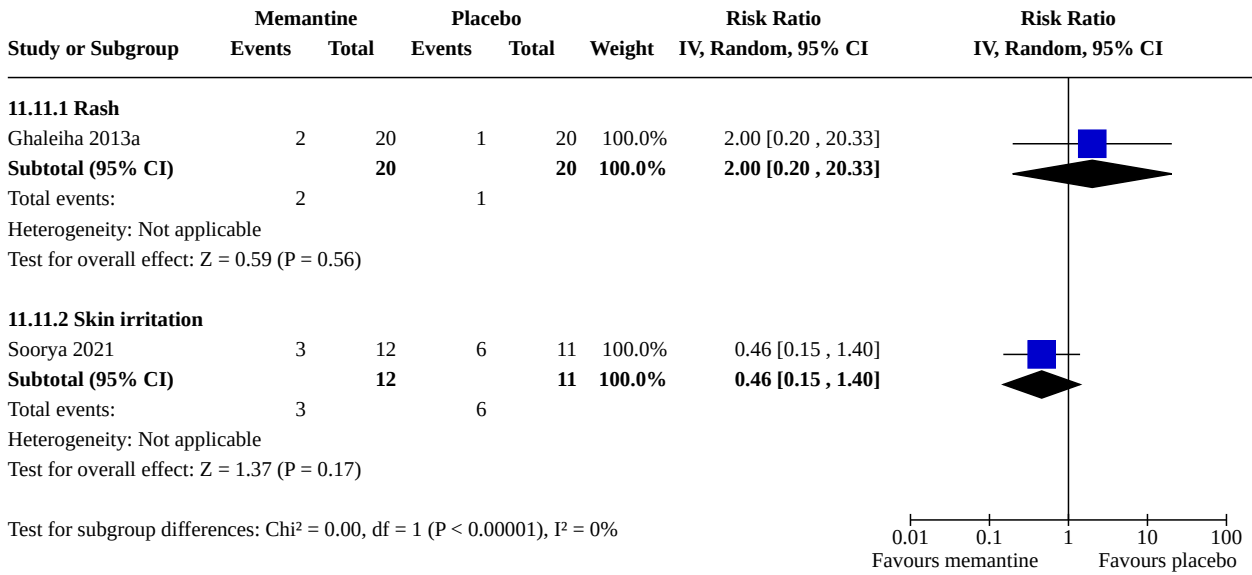 Memantine Placebo Risk Ratio Risk Ratio
Study or Subgroup Events Total Events Total Weight IV, Random, 95% CI IV, Random, 95% CI
11.11.1 Rash
Ghaleiha 2013a 2 20 1 20 100.0% 2.00 [0.20 , 20.33]
Subtotal (95% CI) 20 20 100.0% 2.00 [0.20 , 20.33]
Total events: 2 1
Heterogeneity: Not applicable
Test for overall effect: Z = 0.59 (P = 0.56)
11.11.2 Skin irritation
Soorya 2021 3 12 6 11 100.0% 0.46 [0.15 , 1.40]
Subtotal (95% CI) 12 11 100.0% 0.46 [0.15 , 1.40]
Total events: 3 6
Heterogeneity: Not applicable
Test for overall effect: Z = 1.37 (P = 0.17)
Test for subgroup differences: Chi² = 0.00, df = 1 (P < 0.00001), I² = 0%
0.01 0.1 1 10 100
Favours memantine Favours placebo